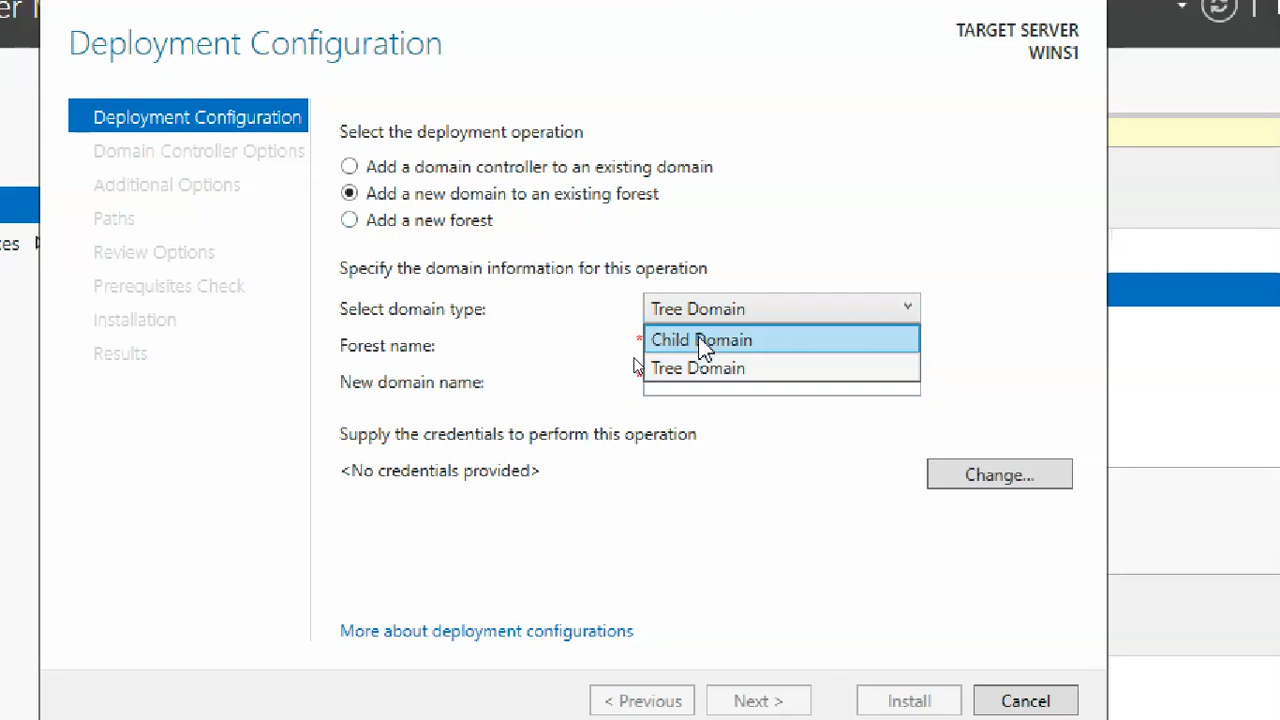 Deployment Configuration
TARGET SERVER
WINS1
Deployment Configuration
Domain Controller Options
Additional Options
Paths
Review Options
Prerequisites Check
Installation
Results
Select the deployment operation
Add a domain controller to an existing domain
Add a new domain to an existing forest
Add a new forest
Specify the domain information for this operation
Select domain type:
Tree Domain
Child Domain
Tree Domain
Forest name:
*
New domain name:
Supply the credentials to perform this operation
<No credentials provided>
Change...
More about deployment configurations
< Previous
Next >
Install
Cancel